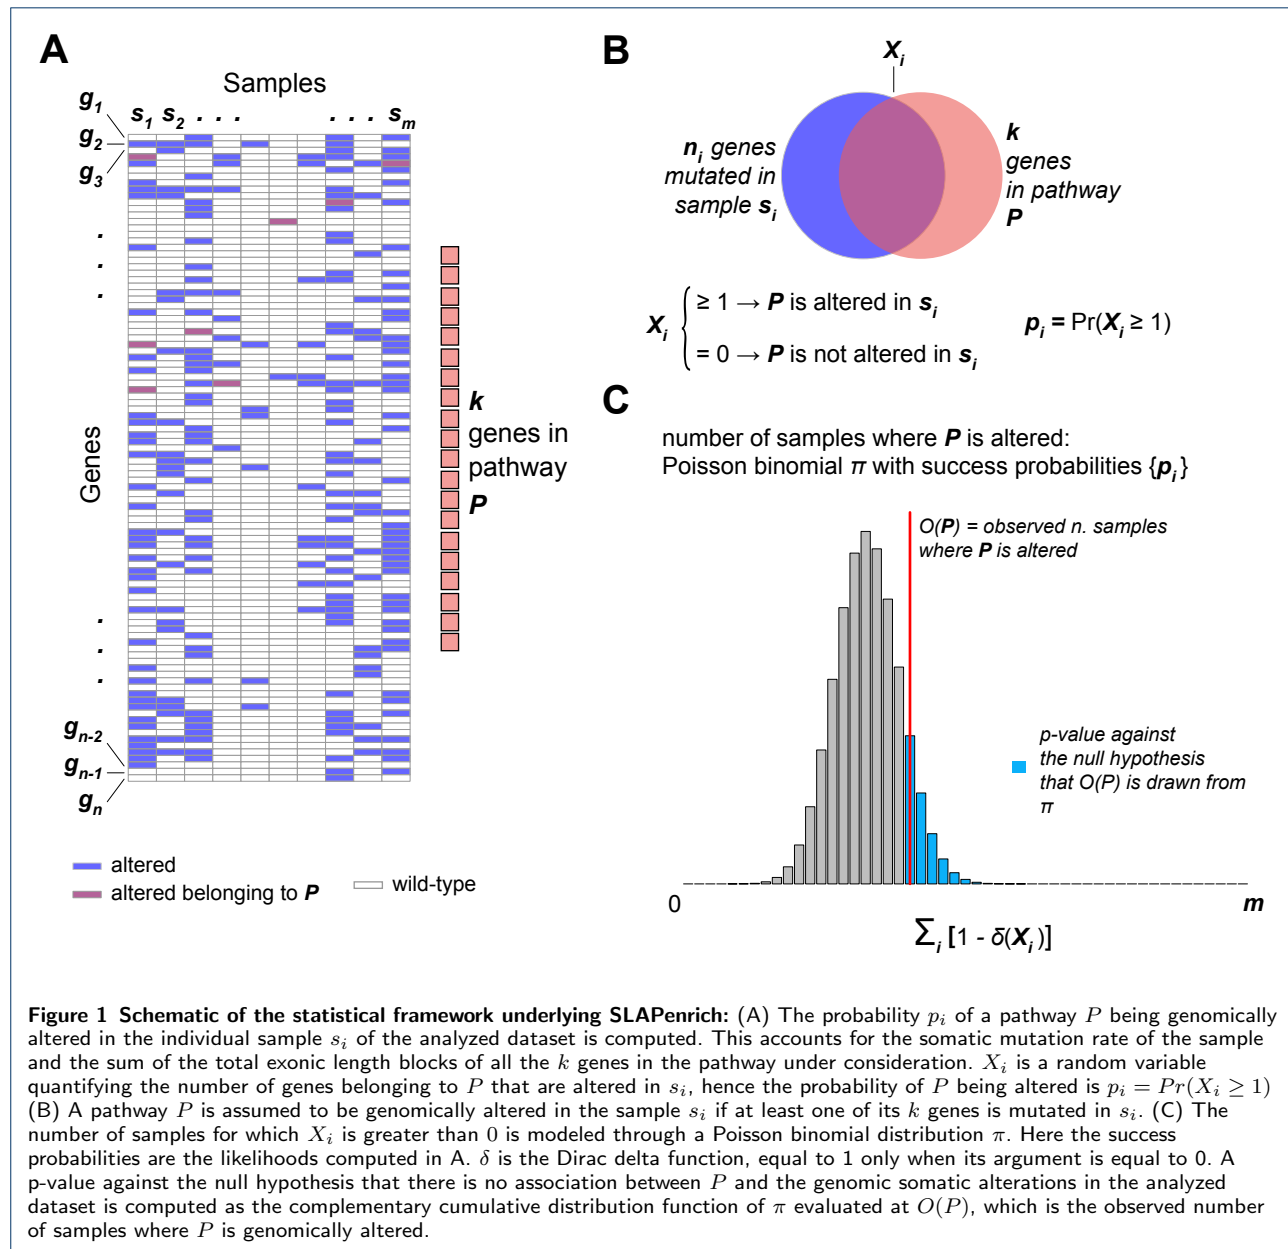 A
Samples
s1 s2 . . . . . . sm
g1
g2
g3
.
.
.
Genes
.
.
.
gn-2
gn-1
gn
k
genes in
pathway
P
altered
altered belonging to P
wild-type
B
Xi
ni genes
mutated in
sample si
k
genes
in pathway
P
Xi { ≥ 1 → P is altered in si
= 0 → P is not altered in si
pi = Pr(Xi ≥ 1)
C
number of samples where P is altered:
Poisson binomial π with success probabilities {pi}
O(P) = observed n. samples
where P is altered
p-value against
the null hypothesis
that O(P) is drawn from
π
0
m
Σi [1 - δ(Xi)]
Figure 1 Schematic of the statistical framework underlying SLAPenrich: (A) The probability pi of a pathway P being genomically
altered in the individual sample si of the analyzed dataset is computed. This accounts for the somatic mutation rate of the sample
and the sum of the total exonic length blocks of all the k genes in the pathway under consideration. Xi is a random variable
quantifying the number of genes belonging to P that are altered in si, hence the probability of P being altered is pi = Pr(Xi ≥ 1)
(B) A pathway P is assumed to be genomically altered in the sample si if at least one of its k genes is mutated in si. (C) The
number of samples for which Xi is greater than 0 is modeled through a Poisson binomial distribution π. Here the success
probabilities are the likelihoods computed in A. δ is the Dirac delta function, equal to 1 only when its argument is equal to 0. A
p-value against the null hypothesis that there is no association between P and the genomic somatic alterations in the analyzed
dataset is computed as the complementary cumulative distribution function of π evaluated at O(P), which is the observed number
of samples where P is genomically altered.